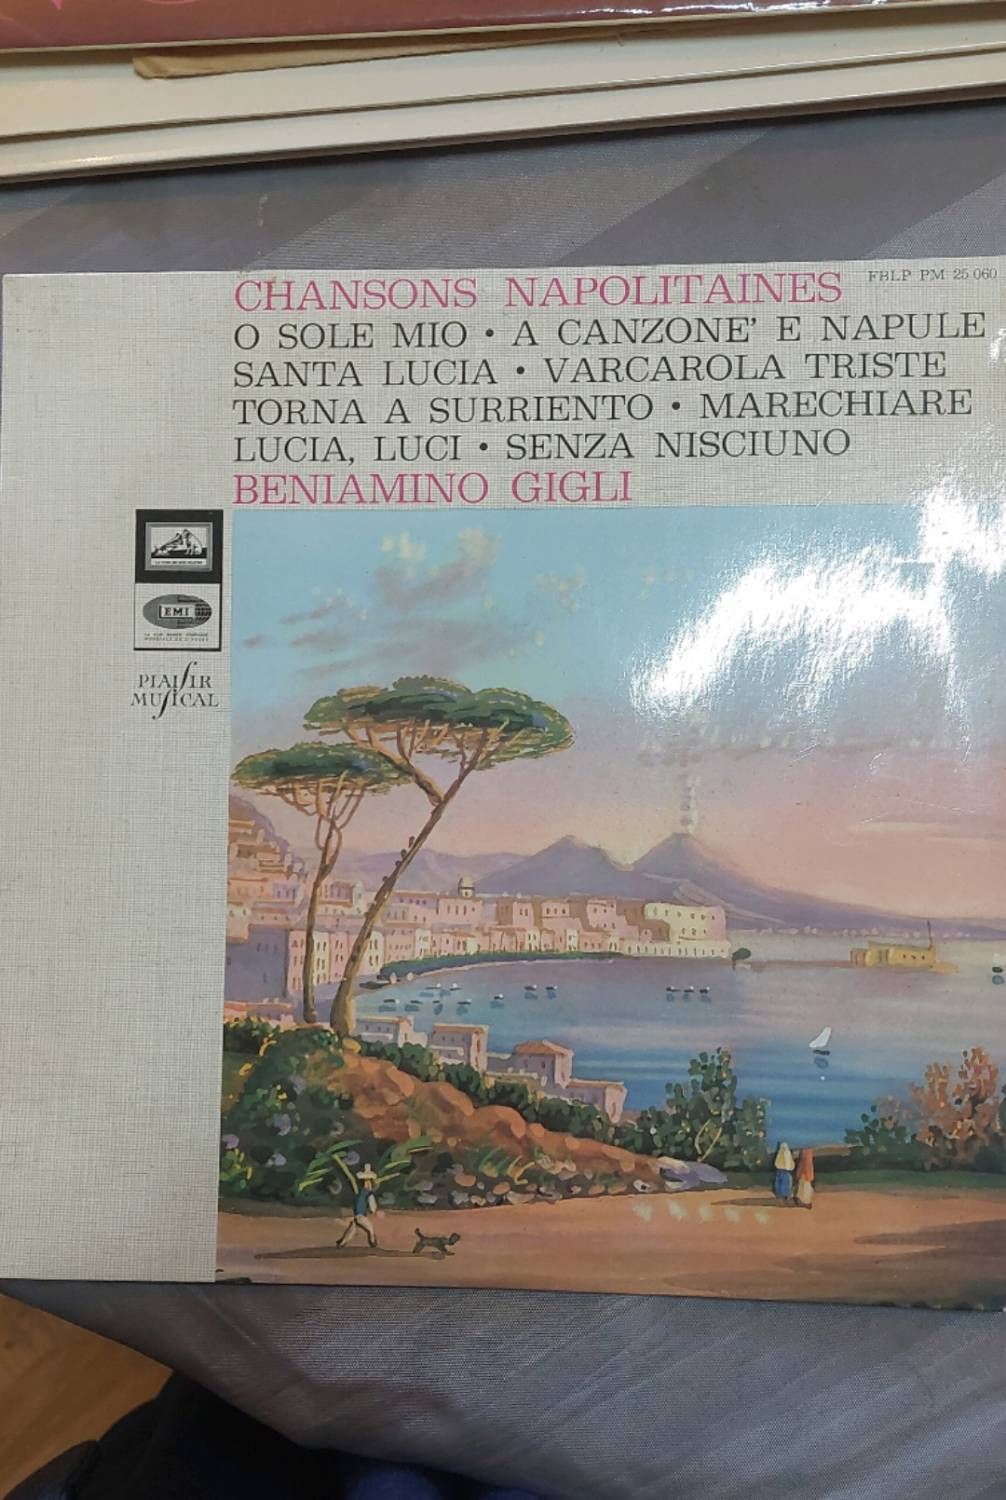 CHANSONS NAPOLITAINES
FBLP PM 25 060
O SOLE MIO • A CANZONE' E NAPULE
SANTA LUCIA • VARCAROLA TRISTE
TORNA A SURRIENTO • MARECHIARE
LUCIA, LUCI • SENZA NISCIUNO
BENIAMINO GIGLI
EMI
PLAISIR
MUSICAL